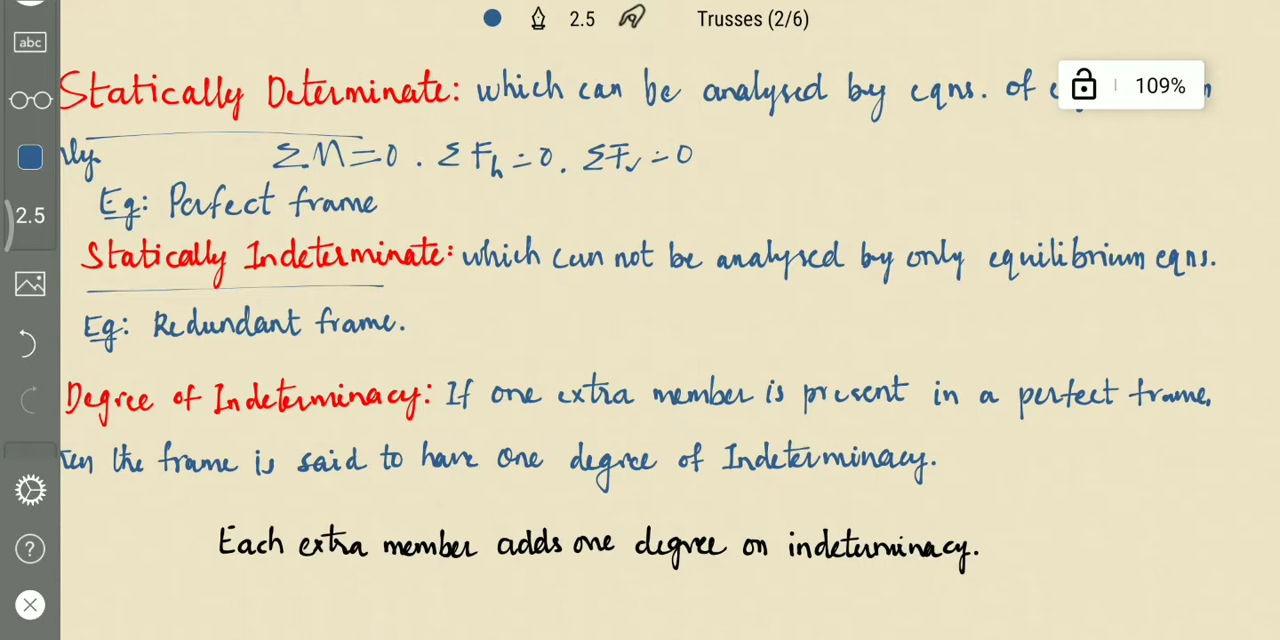 abc
2.5
Trusses (2/6)
109%
2.5
Statically Determinate: which can be analysed by eqns. of
ΣM=0. ΣFh=0. ΣFv=0
Eg: Perfect frame
Statically Indeterminate: which can not be analysed by only equilibrium eqns.
Eg: Redundant frame.
Degree of Indeterminacy: If one extra member is present in a perfect frame,
the frame is said to have one degree of Indeterminacy.
Each extra member adds one degree on indeterminacy.
?